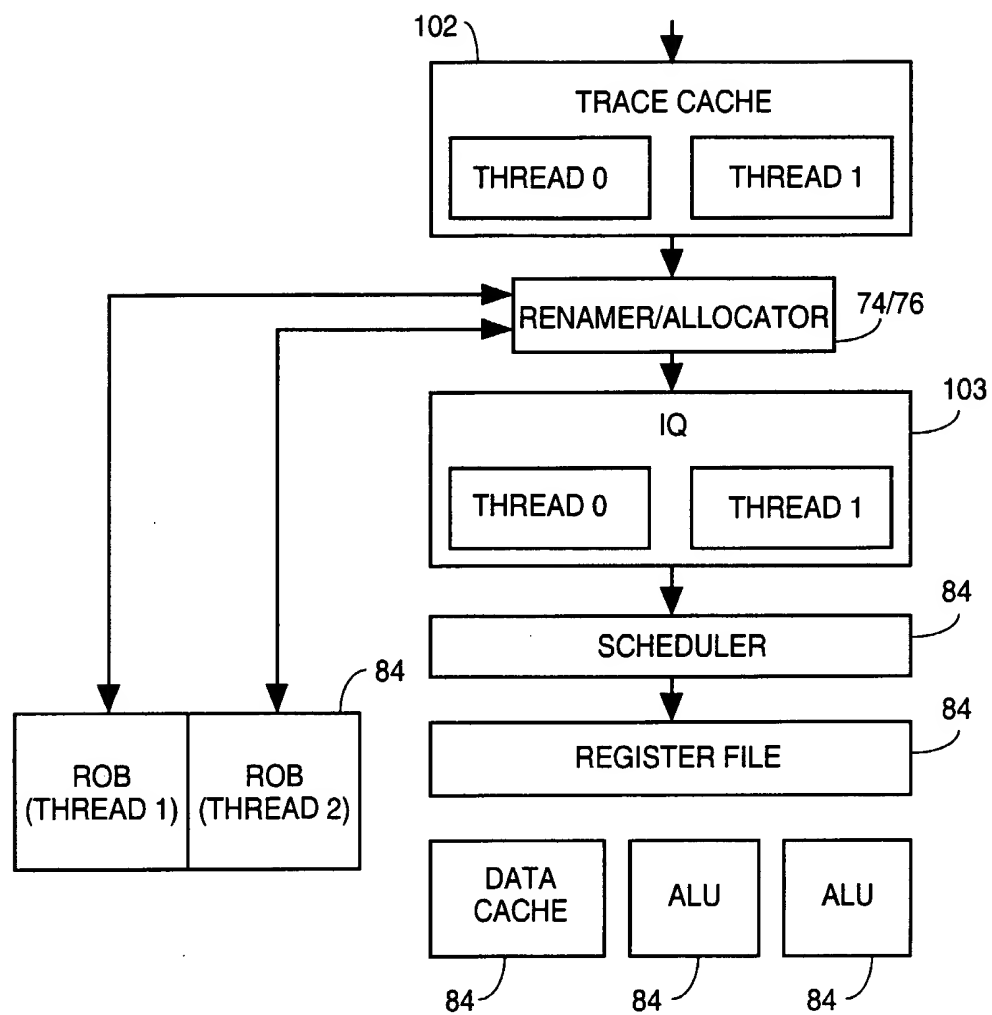 102
TRACE CACHE
THREAD 0
THREAD 1
RENAMER/ALLOCATOR
74/76
103
IQ
THREAD 0
THREAD 1
84
SCHEDULER
84
ROB
(THREAD 1)
ROB
(THREAD 2)
84
REGISTER FILE
DATA
CACHE
ALU
ALU
84
84
84